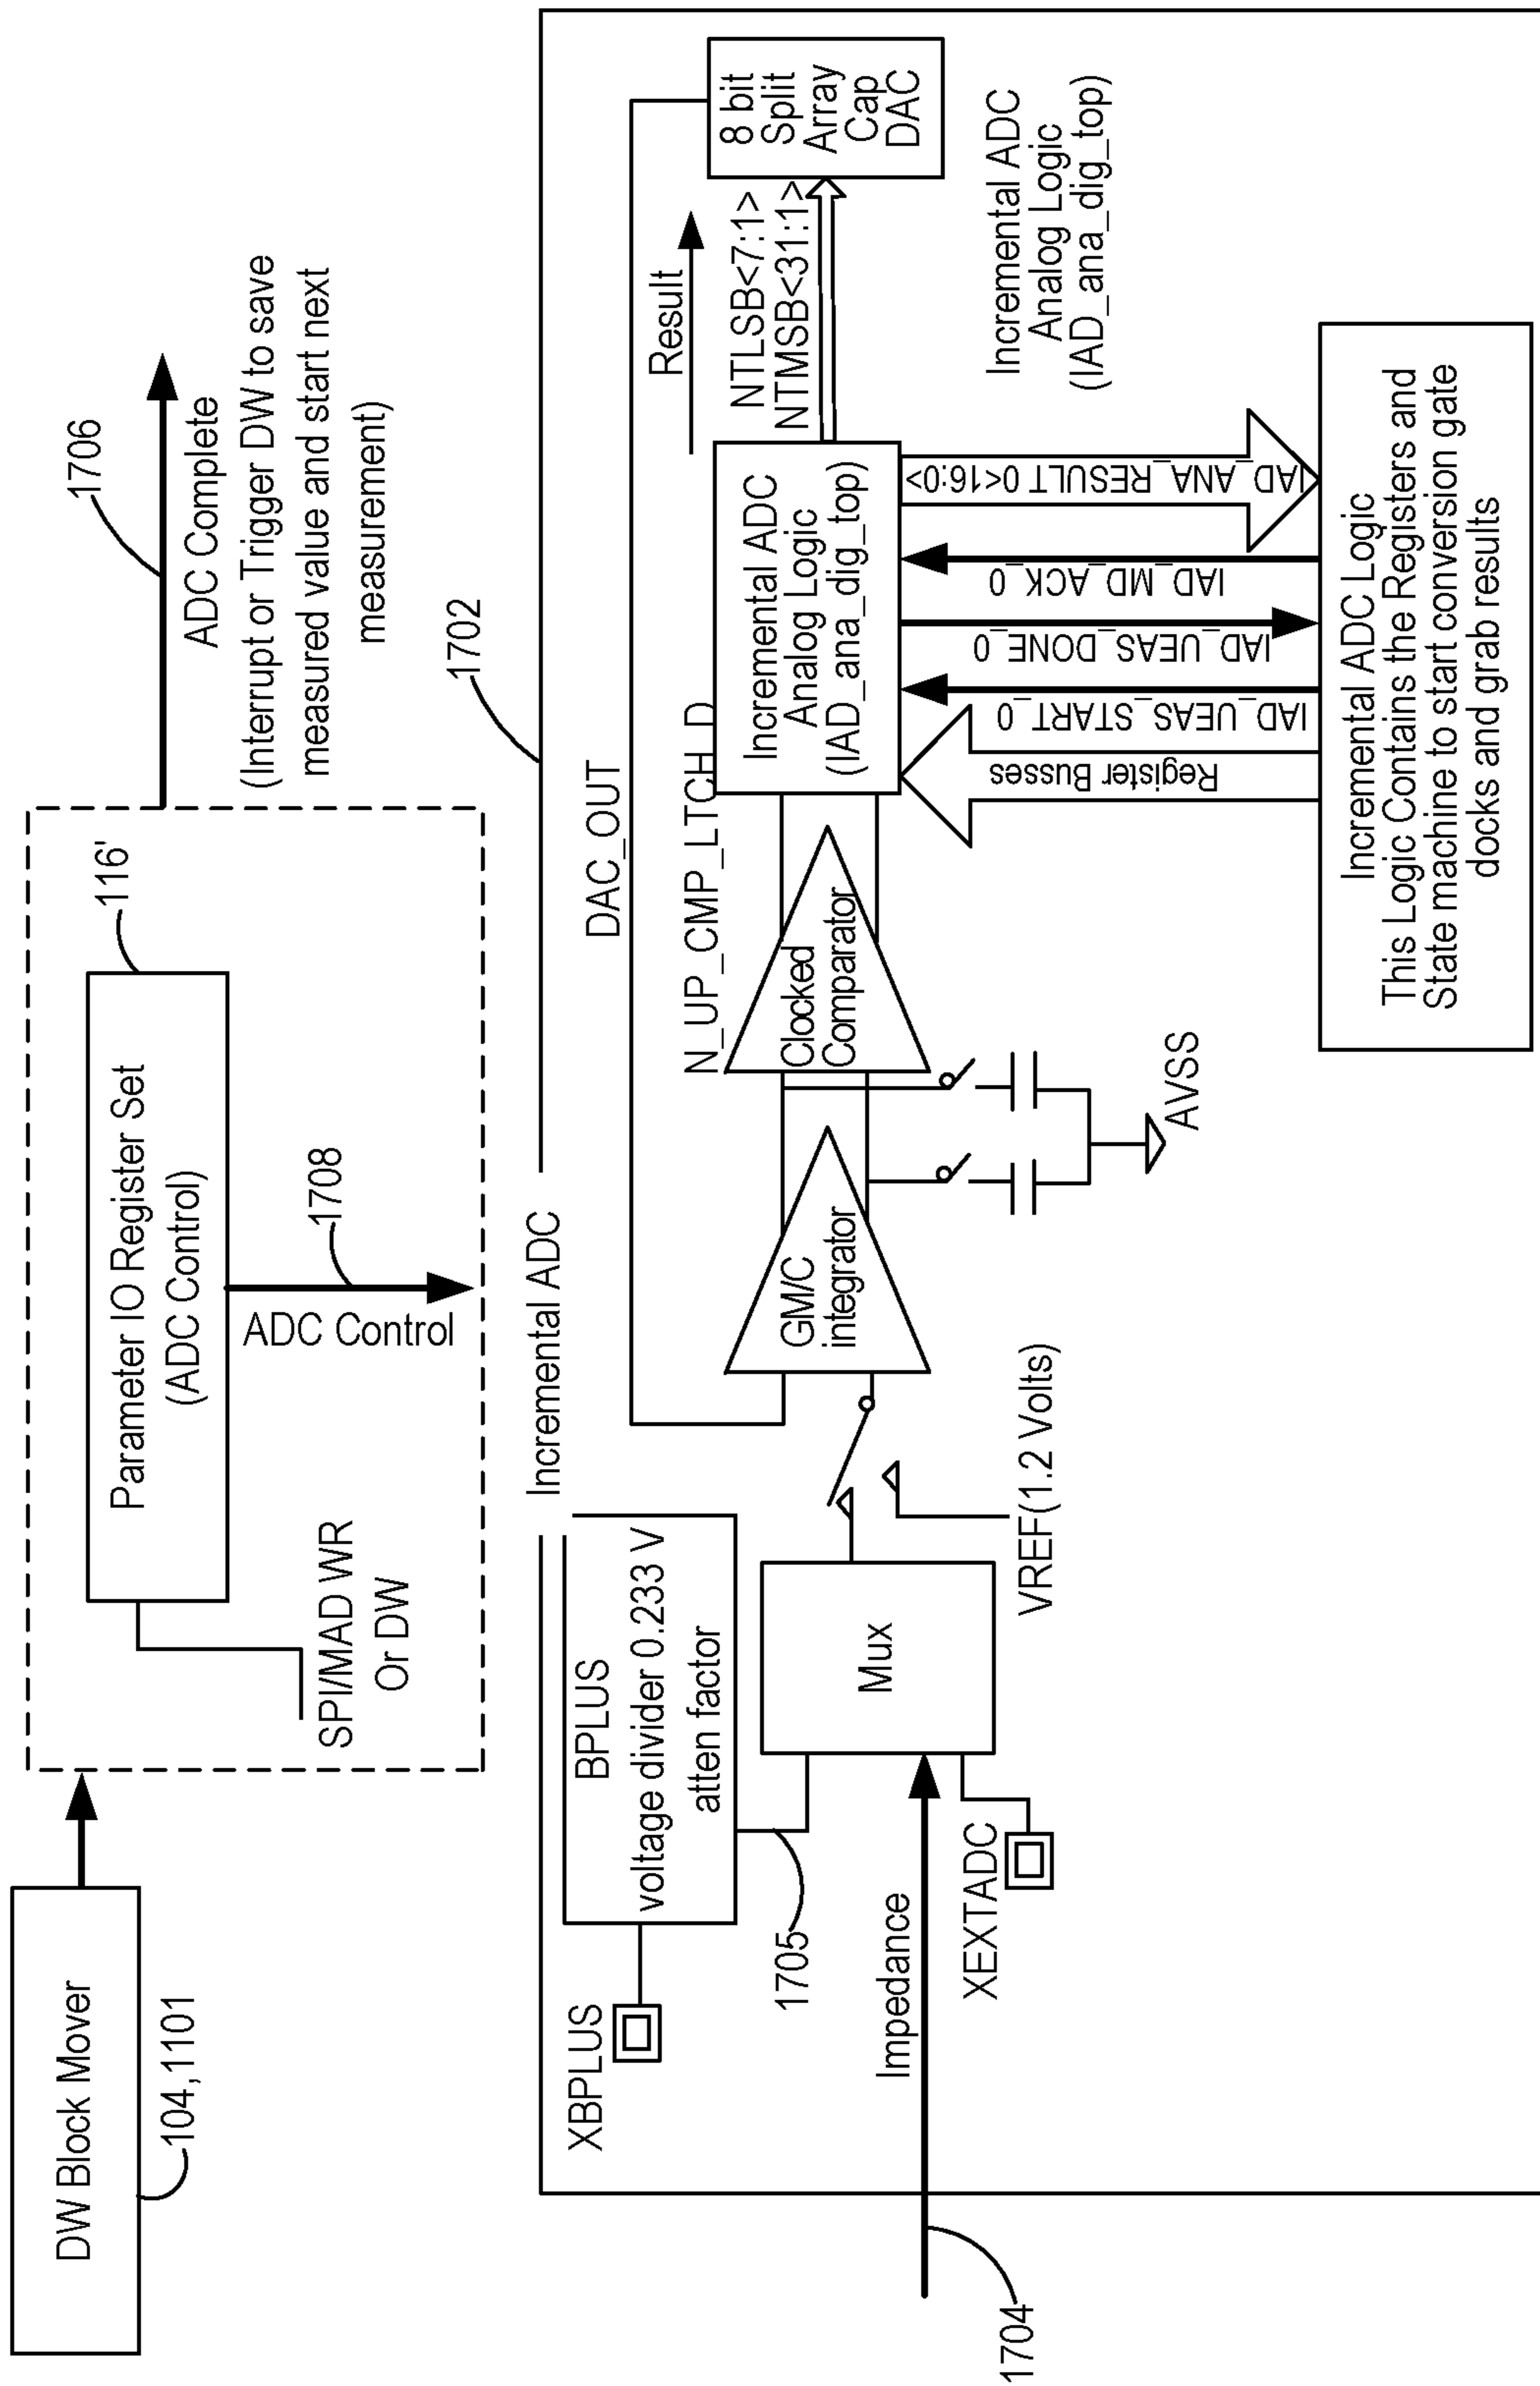 DW Block Mover
104,1101
Parameter IO Register Set
(ADC Control)
116'
SPI/MAD WR
Or DW
ADC Control
1708
1706
ADC Complete
(Interrupt or Trigger DW to save
measured value and start next
measurement)
Incremental ADC
1702
XBPLUS
BPLUS
voltage divider 0.233 V
atten factor
1705
Impedance
1704
XEXTADC
Mux
VREF(1.2 Volts)
DAC_OUT
GM/C
integrator
N_UP_CMP_LTCH_D
Clocked
Comparator
AVSS
Incremental ADC
Analog Logic
(IAD_ana_dig_top)
Result
NTLSB<7:1>
NTMSB<31:1>
8 bit
Split
Array
Cap
DAC
Incremental ADC
Analog Logic
(IAD_ana_dig_top)
Register Busses
IAD_UEAS_START_0
IAD_UEAS_DONE_0
IAD_MD_ACK_0
IAD_ANA_RESULT 0<16:0>
Incremental ADC Logic
This Logic Contains the Registers and
State machine to start conversion gate
docks and grab results